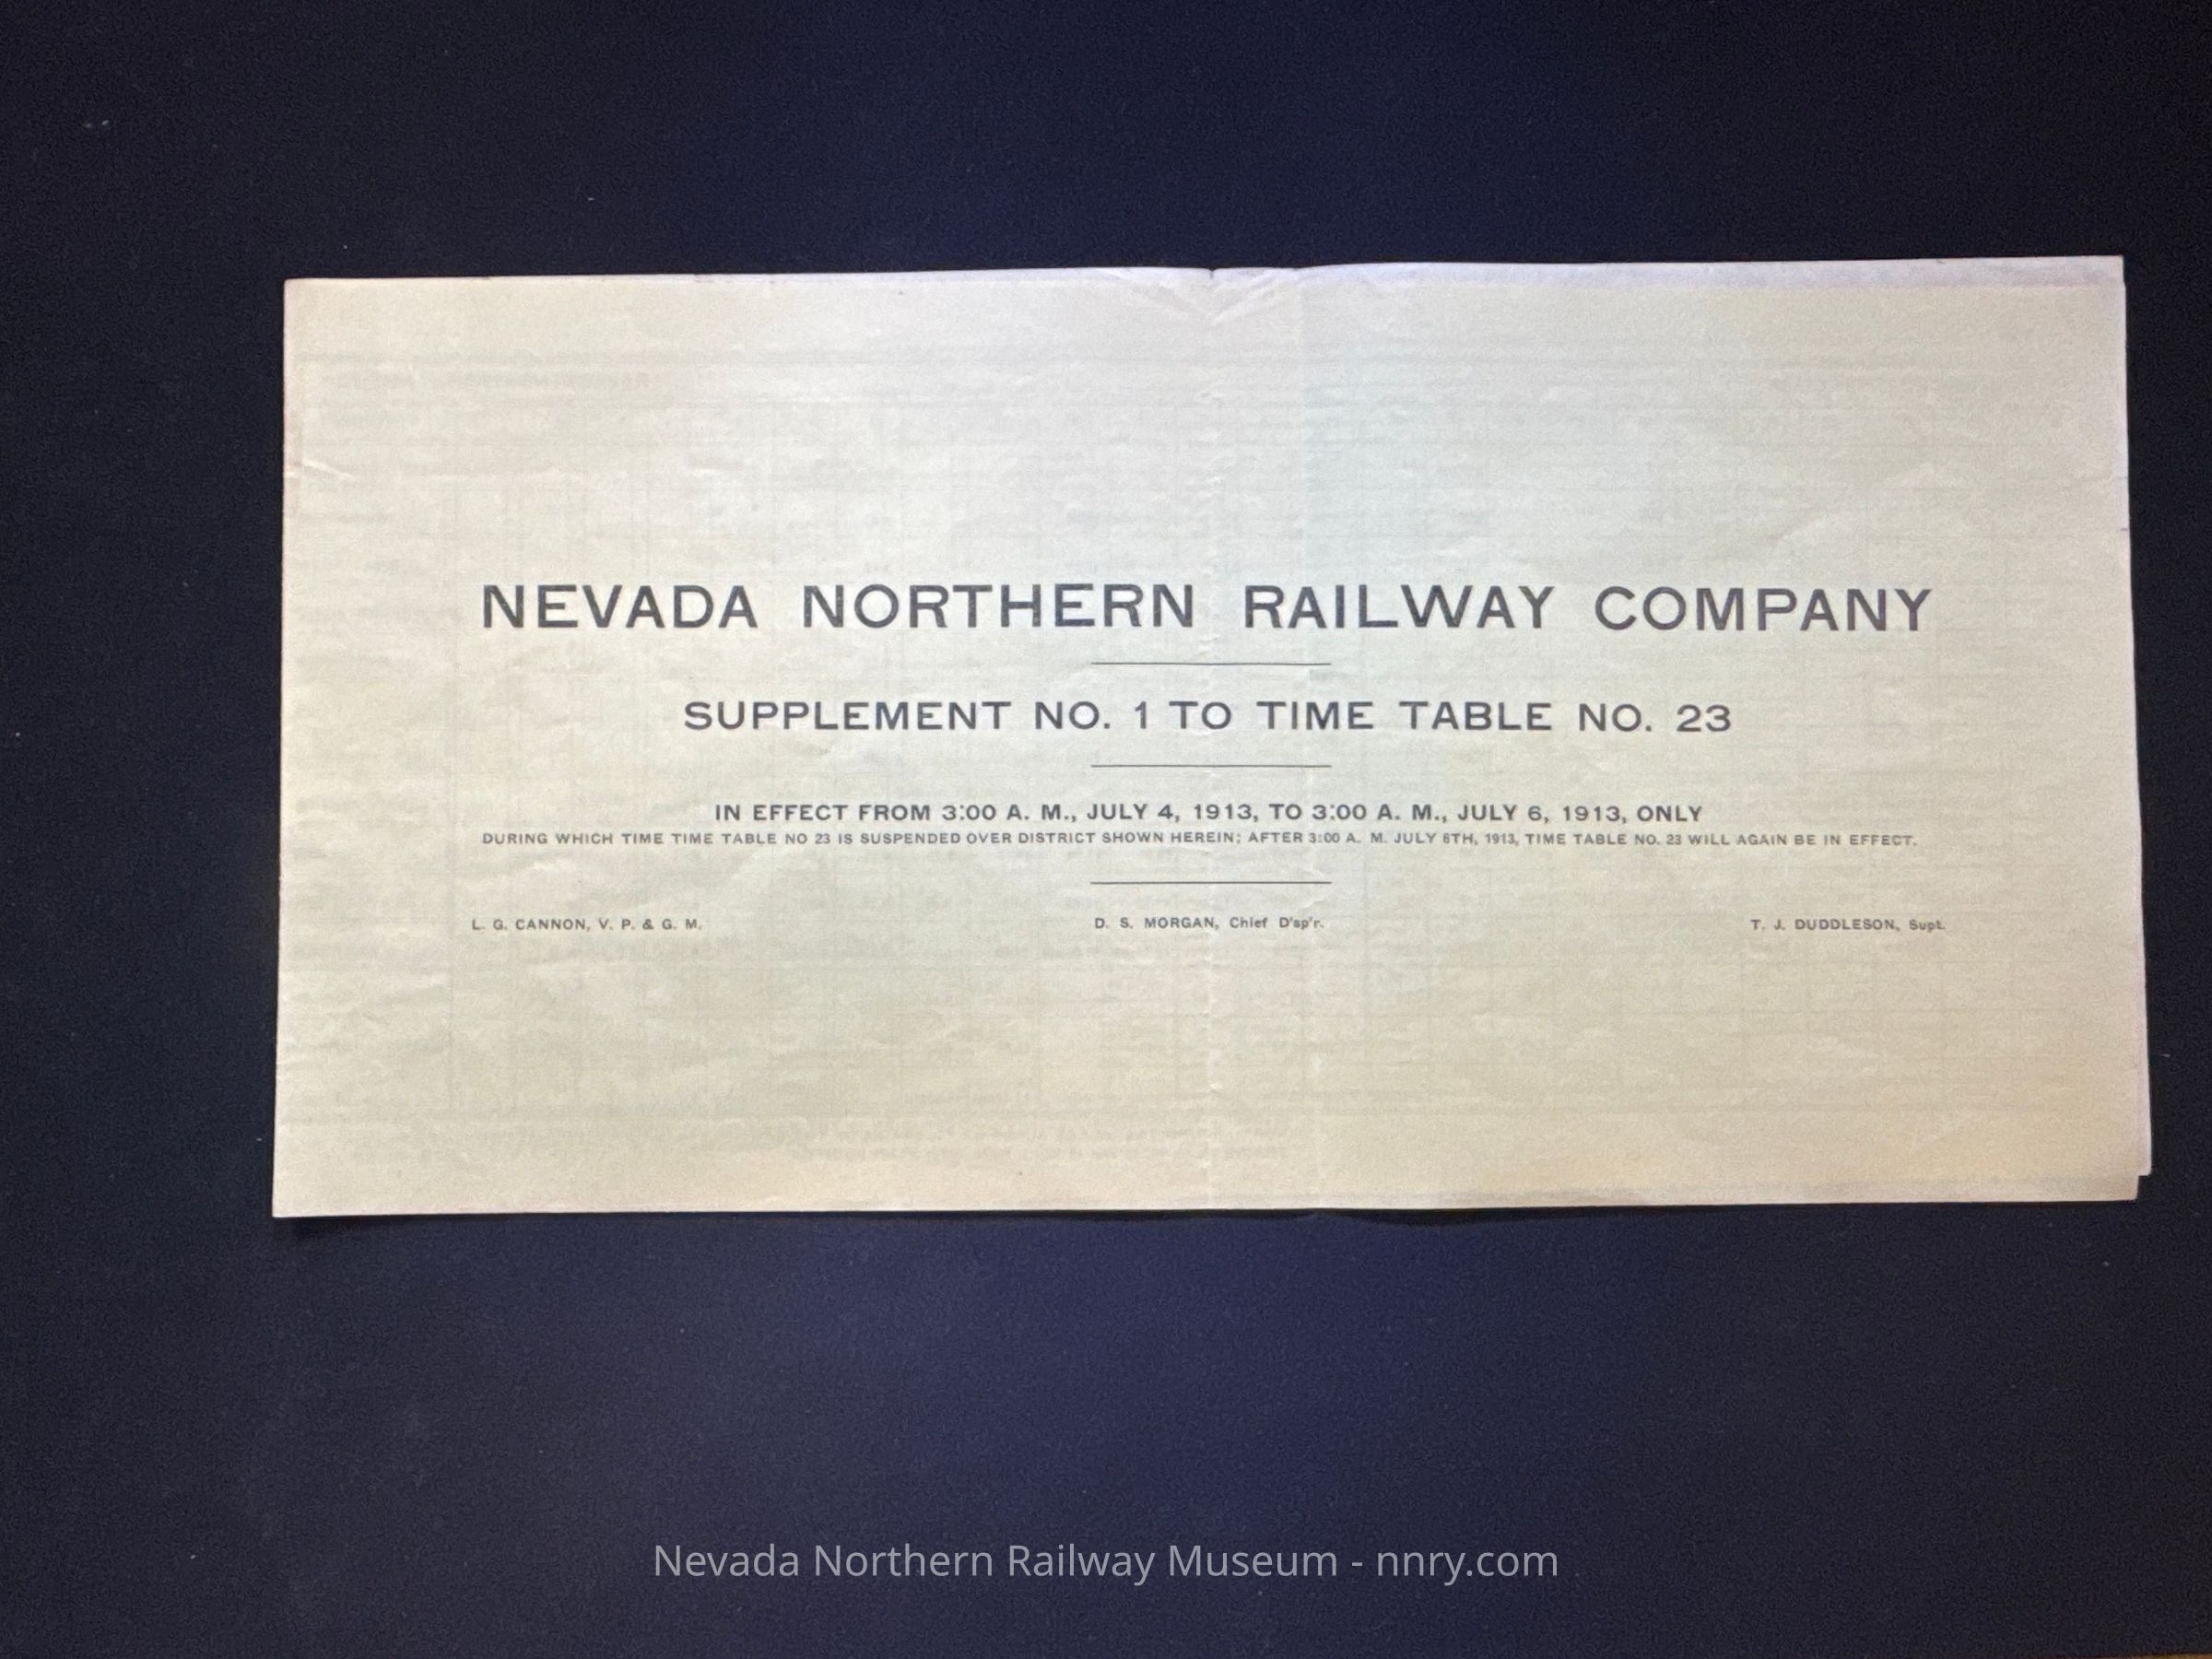 NEVADA NORTHERN RAILWAY COMPANY
SUPPLEMENT NO. 1 TO TIME TABLE NO. 23
IN EFFECT FROM 3:00 A. M., JULY 4, 1913, TO 3:00 A. M., JULY 6, 1913, ONLY
DURING WHICH TIME TIME TABLE NO 23 IS SUSPENDED OVER DISTRICT SHOWN HEREIN; AFTER 3:00 A. M. JULY 6TH, 1913, TIME TABLE NO. 23 WILL AGAIN BE IN EFFECT.
L. G. CANNON, V. P. & G. M. D. S. MORGAN, Chief D'sp'r. T. J. DUDDLESON, Supt.
Nevada Northern Railway Museum - nnry.com